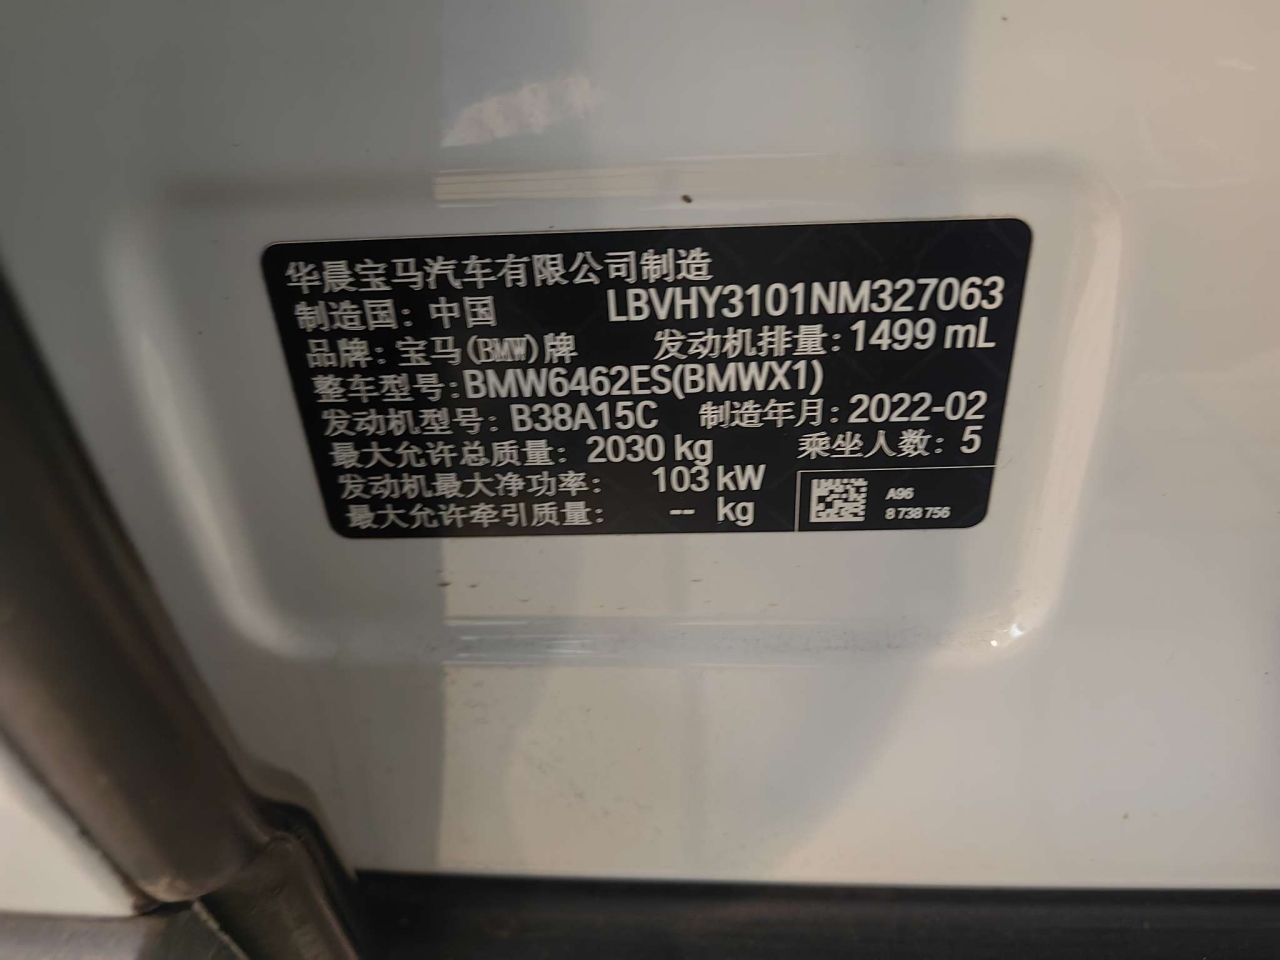 华晨宝马汽车有限公司制造
制造国：中国 LBVHY3101NM327063
品牌：宝马(BMW)牌 发动机排量：1499 mL
整车型号：BMW6462ES(BMWX1)
发动机型号：B38A15C 制造年月：2022-02
最大允许总质量：2030 kg 乘坐人数：5
发动机最大净功率：103 kW
最大允许牵引质量：-- kg
A96
8 738 756